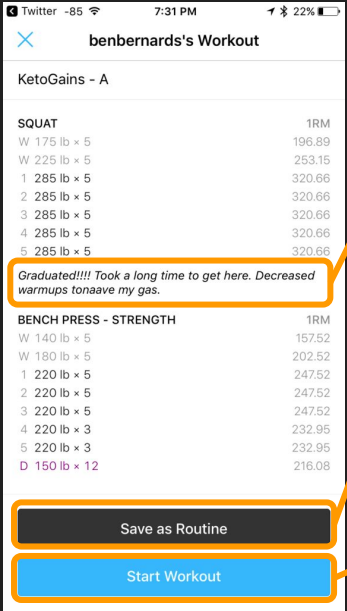 Twitter -85 7:31 PM 22%
benbernards's Workout
KetoGains - A
SQUAT 1RM
W 175 lb × 5 196.89
W 225 lb × 5 253.15
1 285 lb × 5 320.66
2 285 lb × 5 320.66
3 285 lb × 5 320.66
4 285 lb × 5 320.66
5 285 lb × 5 320.66
Graduated!!!! Took a long time to get here. Decreased
warmups tonaave my gas.
BENCH PRESS - STRENGTH 1RM
W 140 lb × 5 157.52
W 180 lb × 5 202.52
1 220 lb × 5 247.52
2 220 lb × 5 247.52
3 220 lb × 5 247.52
4 220 lb × 3 232.95
5 220 lb × 3 232.95
D 150 lb × 12 216.08
Save as Routine
Start Workout